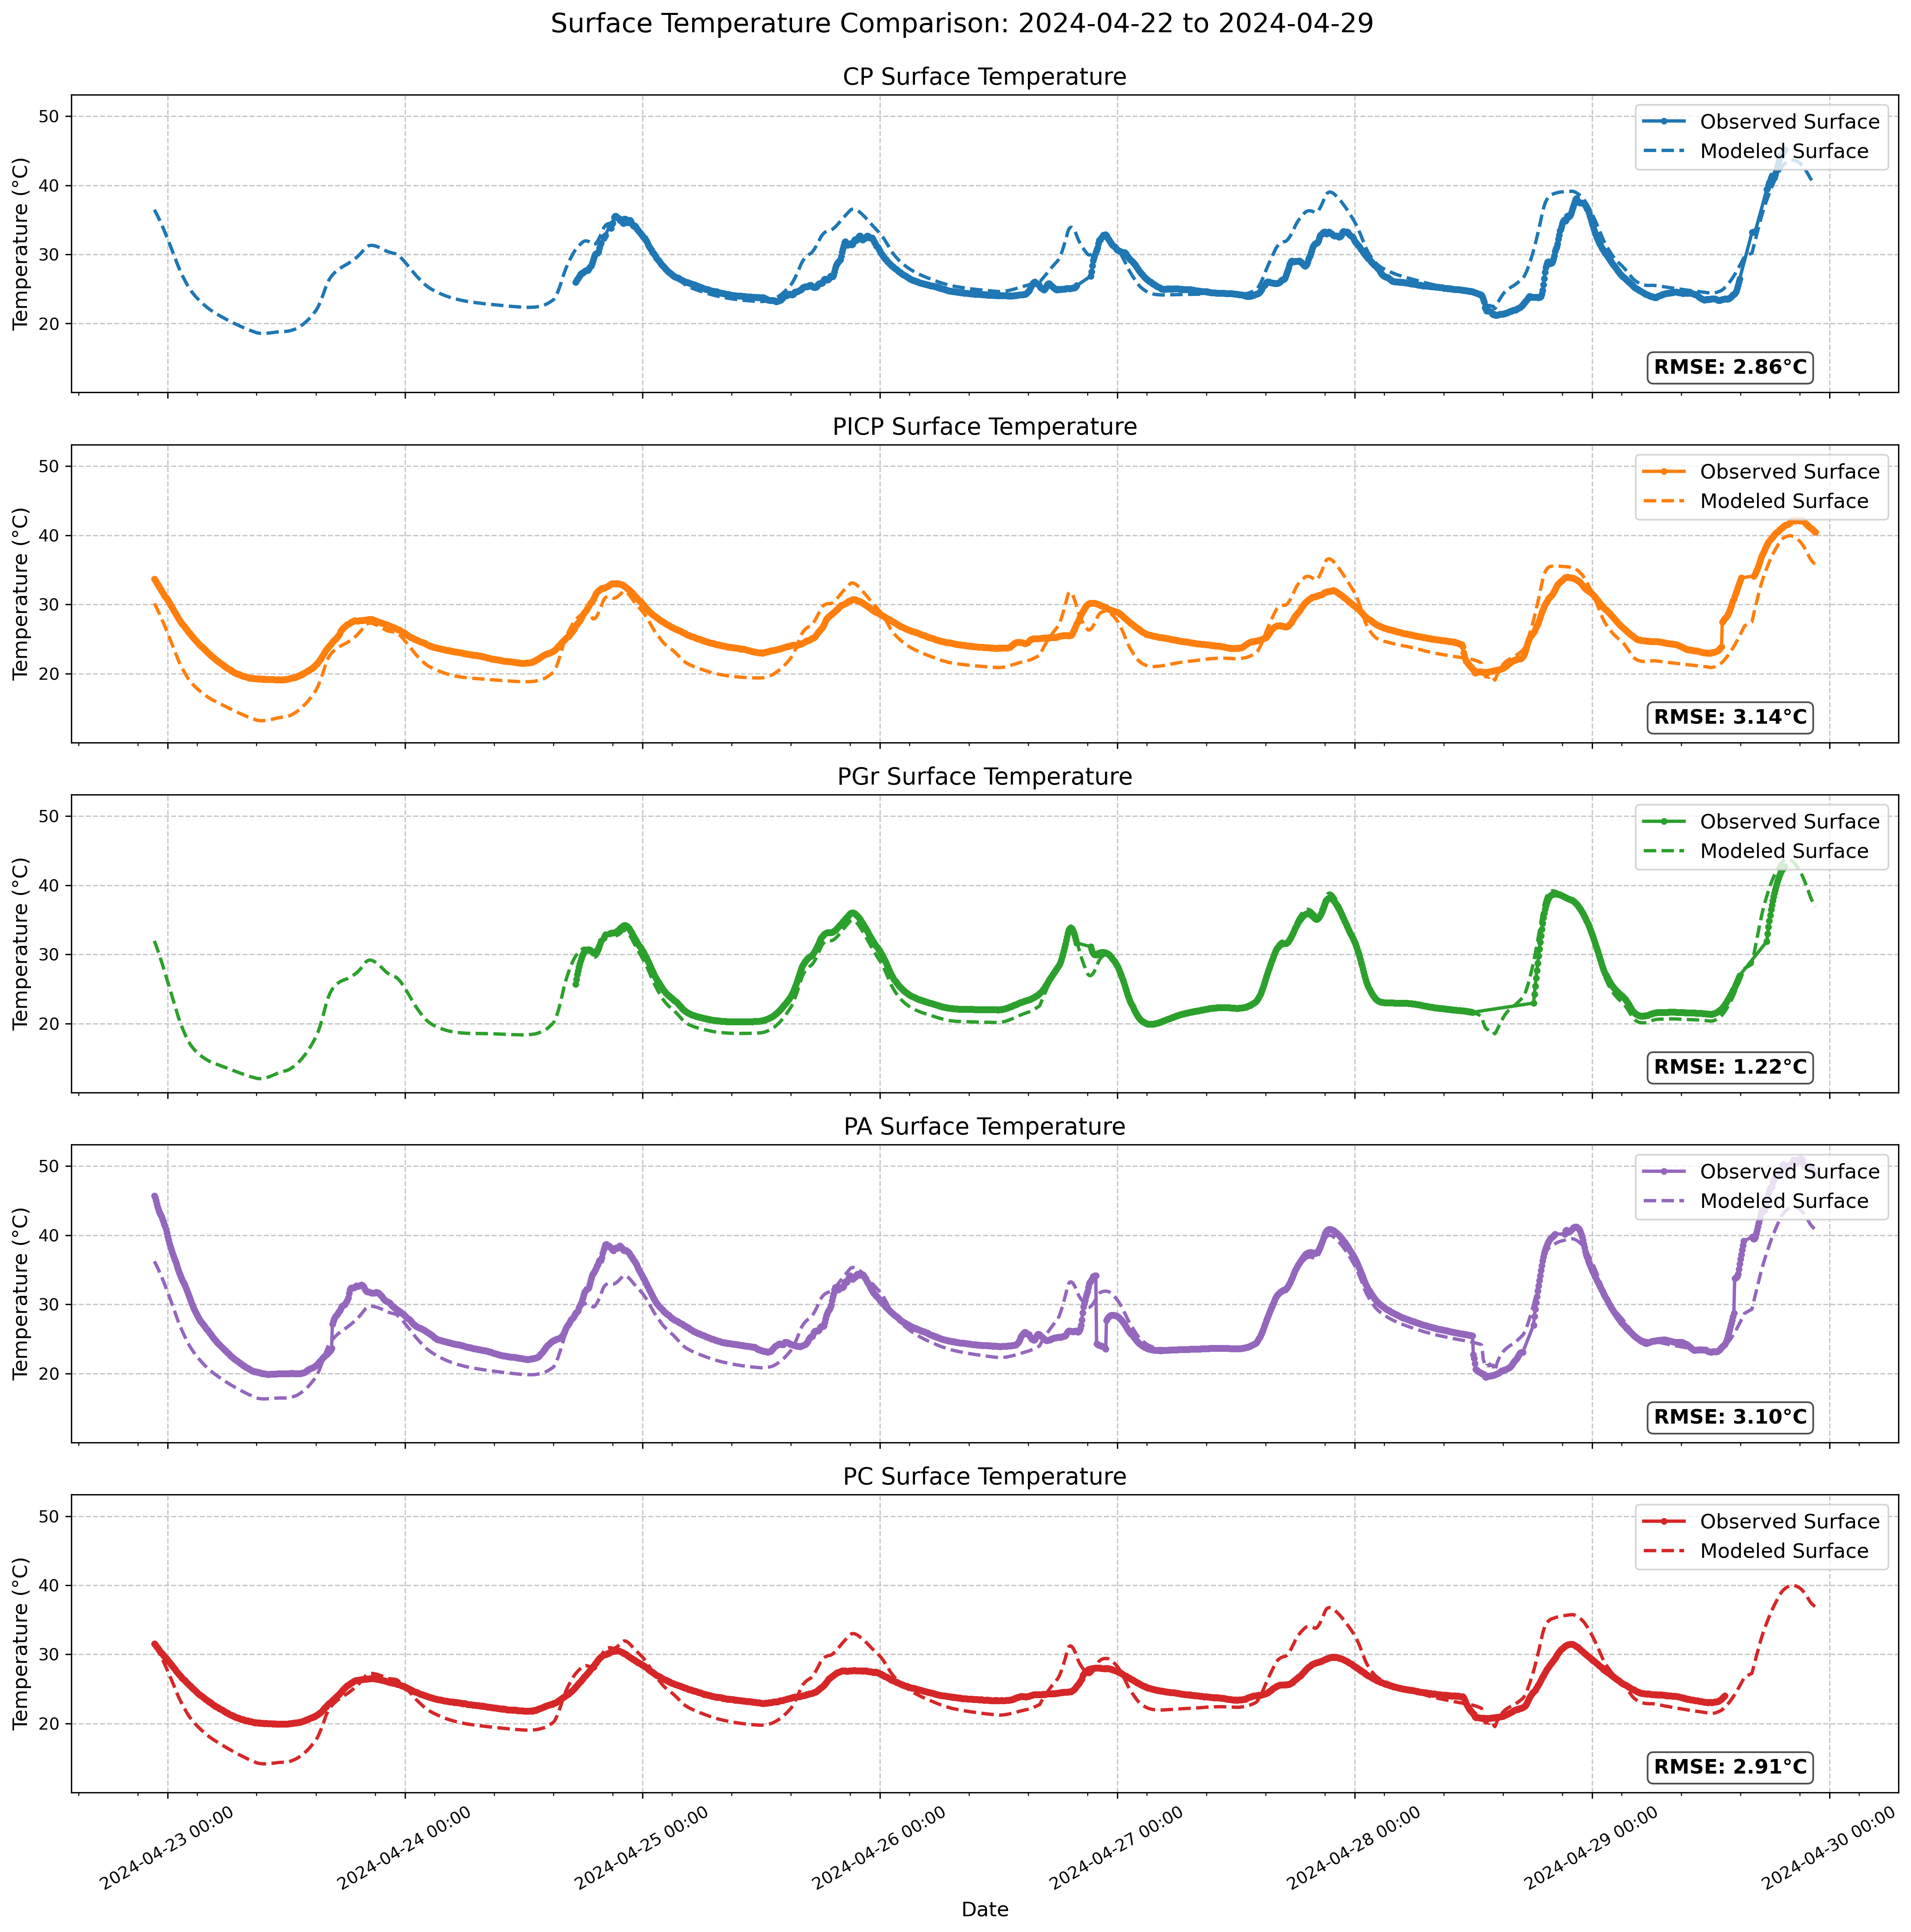 Surface Temperature Comparison: 2024-04-22 to 2024-04-29
CP Surface Temperature
Temperature (°C)
50
40
30
20
Observed Surface
Modeled Surface
RMSE: 2.86°C
PICP Surface Temperature
Temperature (°C)
50
40
30
20
Observed Surface
Modeled Surface
RMSE: 3.14°C
PGr Surface Temperature
Temperature (°C)
50
40
30
20
Observed Surface
Modeled Surface
RMSE: 1.22°C
PA Surface Temperature
Temperature (°C)
50
40
30
20
Observed Surface
Modeled Surface
RMSE: 3.10°C
PC Surface Temperature
Temperature (°C)
50
40
30
20
Observed Surface
Modeled Surface
RMSE: 2.91°C
2024-04-23 00:00
2024-04-24 00:00
2024-04-25 00:00
2024-04-26 00:00
2024-04-27 00:00
2024-04-28 00:00
2024-04-29 00:00
2024-04-30 00:00
Date